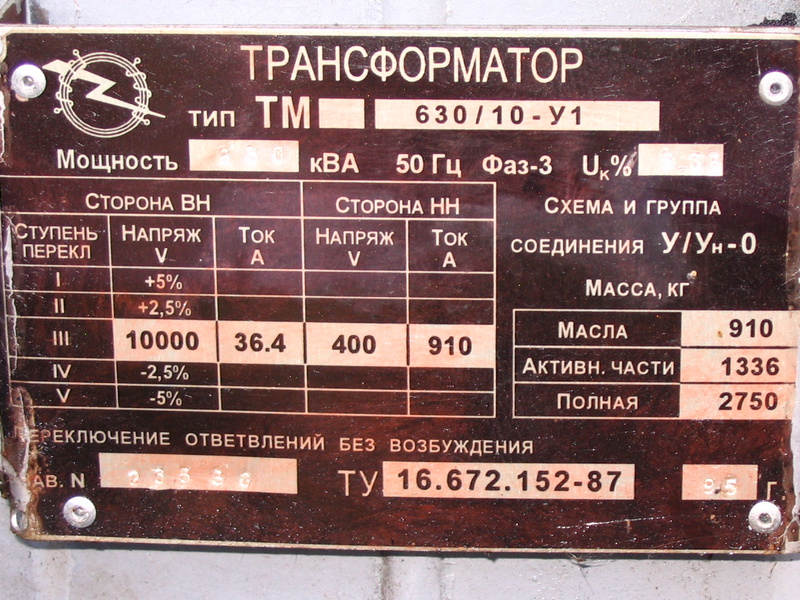 ТРАНСФОРМАТОР
ТИП ТМ 630/10-У1
Мощность кВА 50 Гц Фаз-3 Uк%
СТОРОНА ВН СТОРОНА НН
СТУПЕНЬ ПЕРЕКЛ НАПРЯЖ V ТОК А НАПРЯЖ V ТОК А
I +5%
II +2,5%
III 10000 36.4 400 910
IV -2,5%
V -5%
СХЕМА И ГРУППА
СОЕДИНЕНИЯ У/Ун-0
МАССА, КГ
МАСЛА 910
АКТИВН. ЧАСТИ 1336
ПОЛНАЯ 2750
ПЕРЕКЛЮЧЕНИЕ ОТВЕТВЛЕНИЙ БЕЗ ВОЗБУЖДЕНИЯ
ЗАВ. N ТУ 16.672.152-87 95 Г.